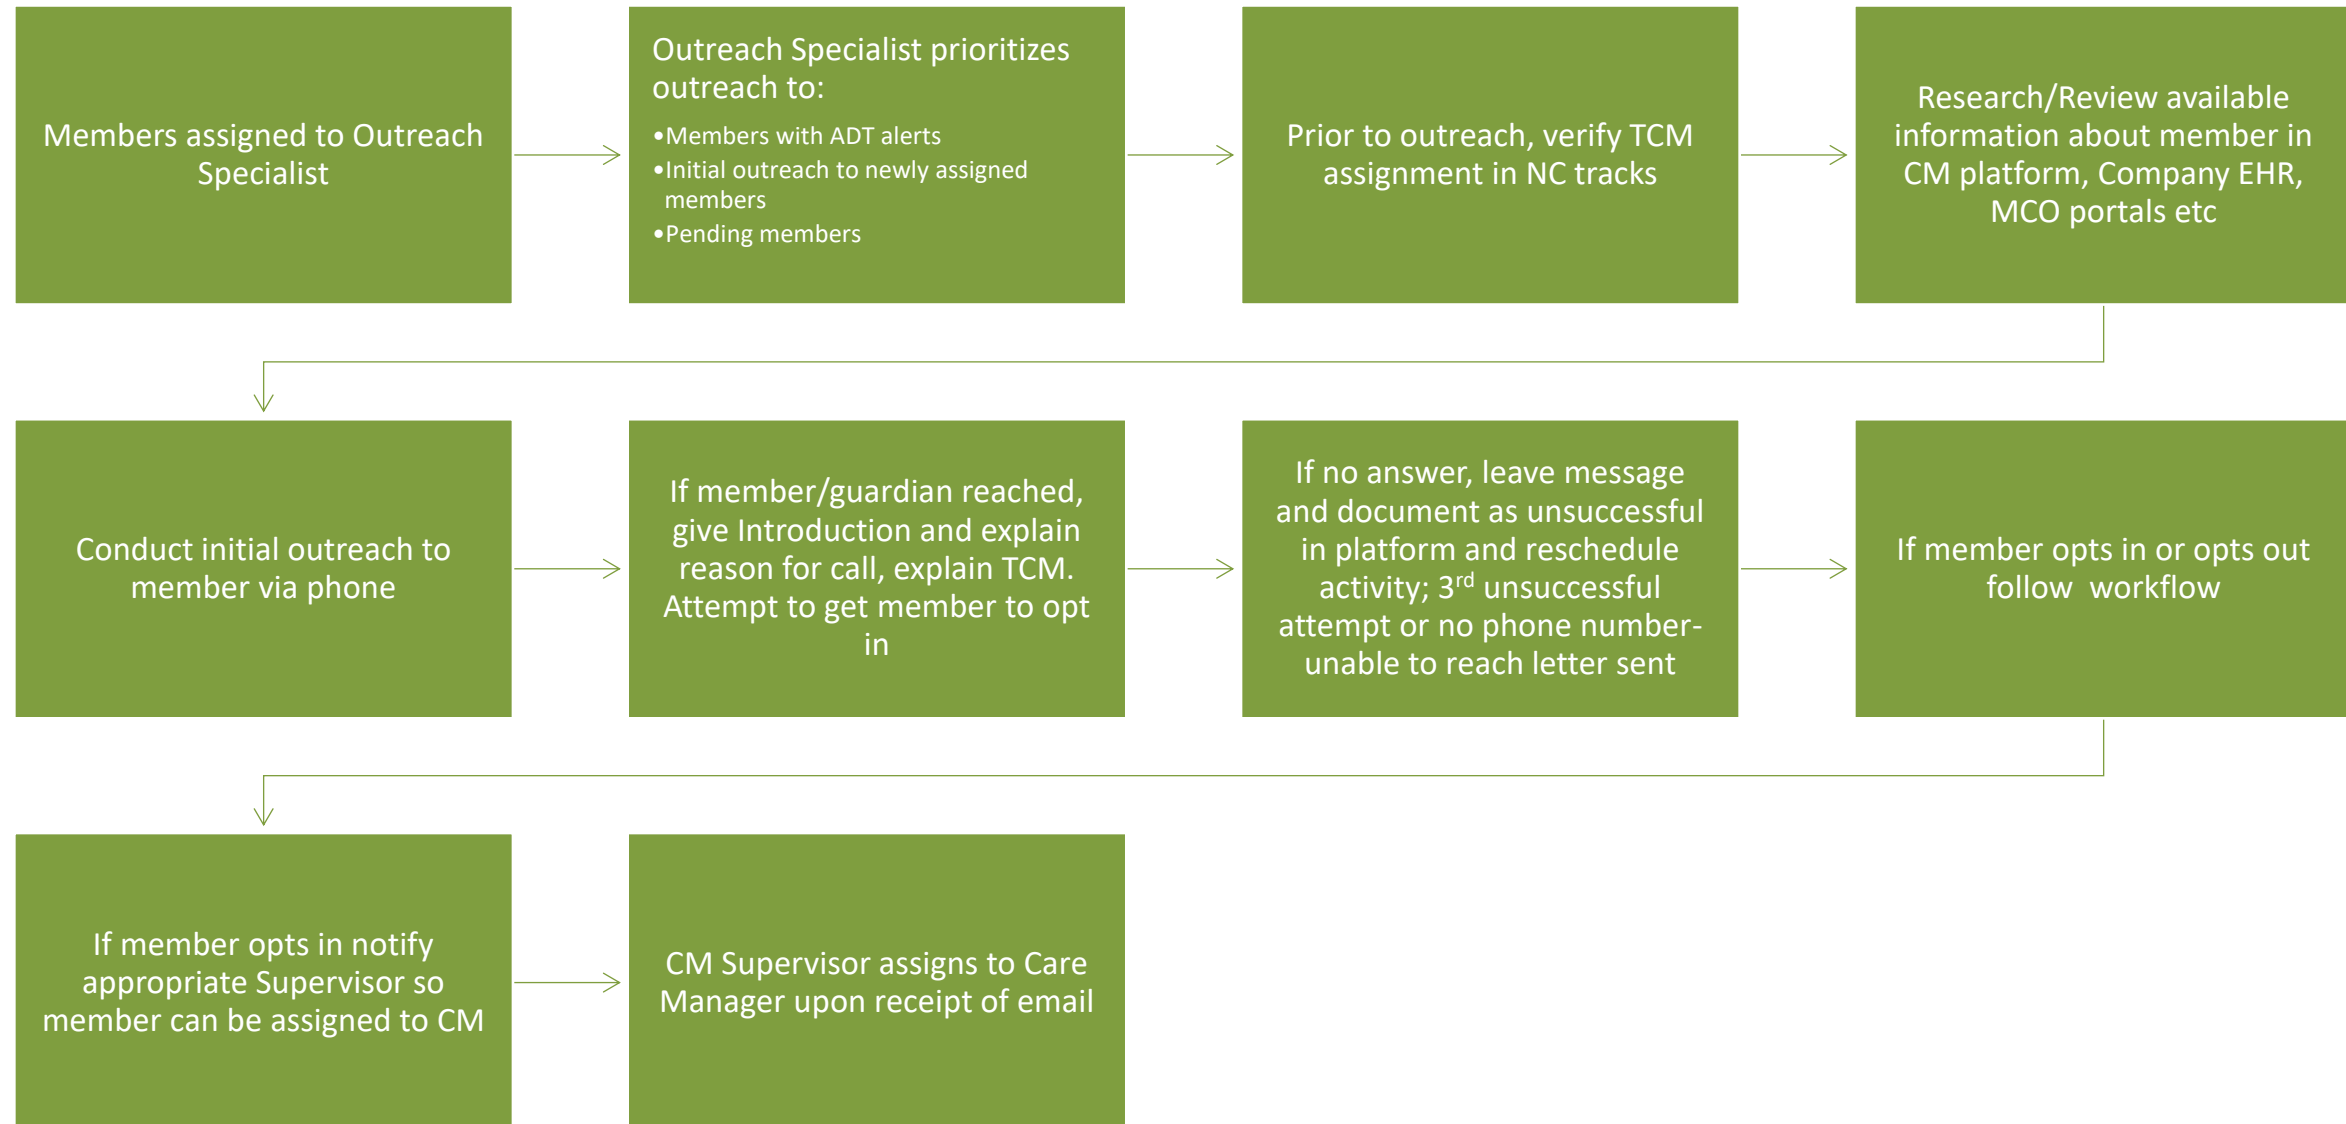 Members assigned to Outreach
Specialist
Outreach Specialist prioritizes
outreach to:
•Members with ADT alerts
•Initial outreach to newly assigned
members
•Pending members
Prior to outreach, verify TCM
assignment in NC tracks
Research/Review available
information about member in
CM platform, Company EHR,
MCO portals etc
Conduct initial outreach to
member via phone
If member/guardian reached,
give Introduction and explain
reason for call, explain TCM.
Attempt to get member to opt
in
If no answer, leave message
and document as unsuccessful
in platform and reschedule
activity; 3rd unsuccessful
attempt or no phone number-
unable to reach letter sent
If member opts in or opts out
follow  workflow
If member opts in notify
appropriate Supervisor so
member can be assigned to CM
CM Supervisor assigns to Care
Manager upon receipt of email